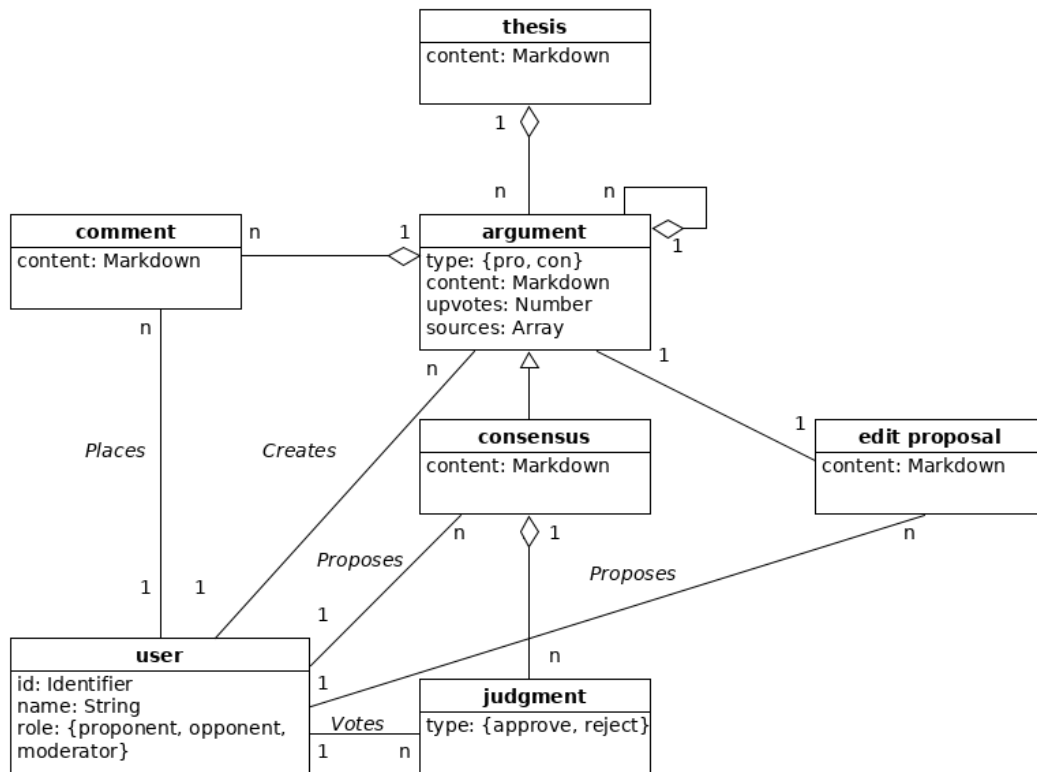 thesis
content: Markdown
1
n
n
comment
content: Markdown
n
1
argument
type: {pro, con}
content: Markdown
upvotes: Number
sources: Array
1
n
n
1
Places
Creates
consensus
content: Markdown
1
edit proposal
content: Markdown
n
1
n
Proposes
Proposes
1
1
1
user
id: Identifier
name: String
role: {proponent, opponent,
moderator}
n
1
judgment
type: {approve, reject}
Votes
1
n